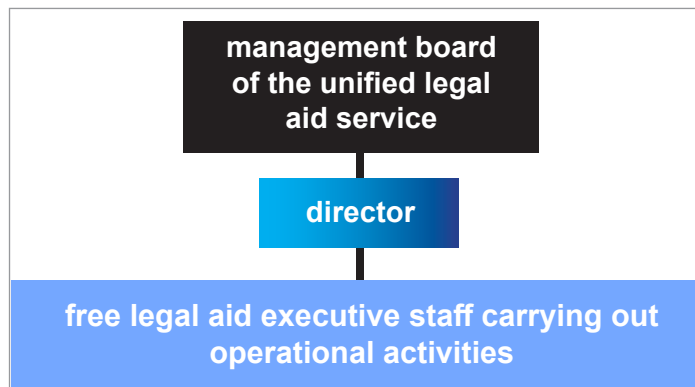 management board
of the unified legal
aid service
director
free legal aid executive staff carrying out
operational activities